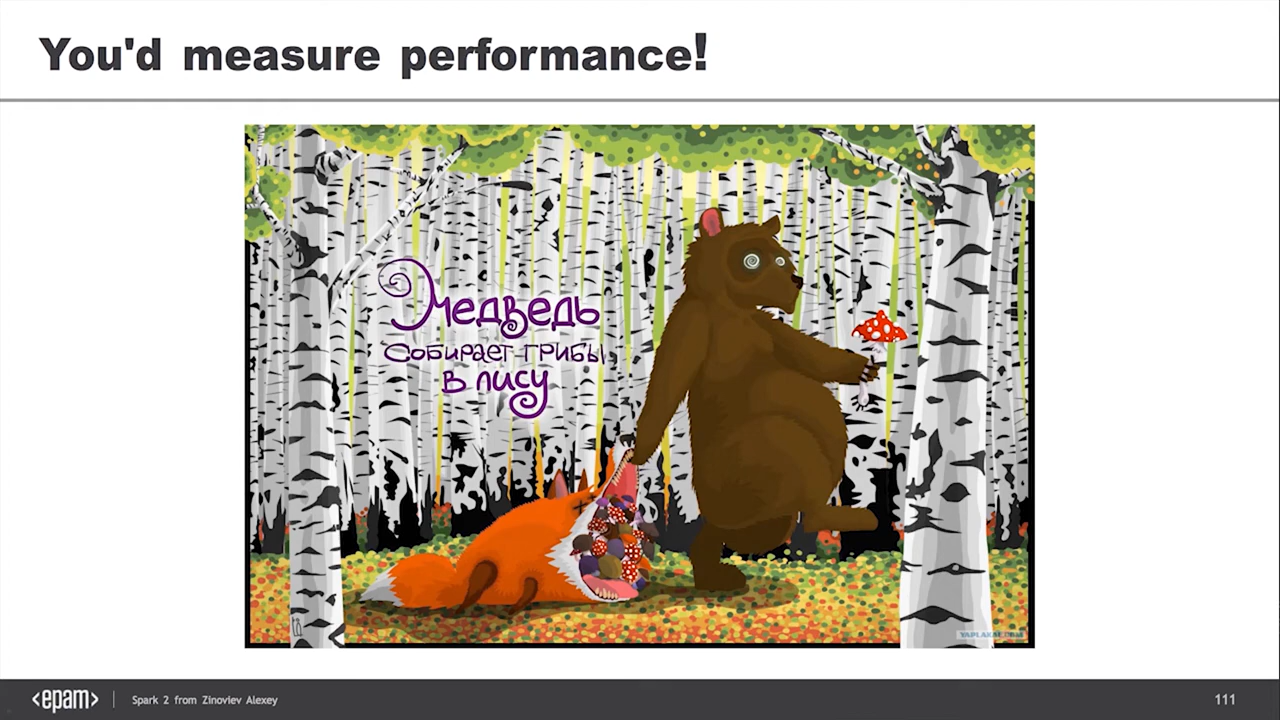 You'd measure performance!
Медведь
собирает грибы
в лису
YAPLAKAL.COM
<epam>
Spark 2 from Zinoviev Alexey
111